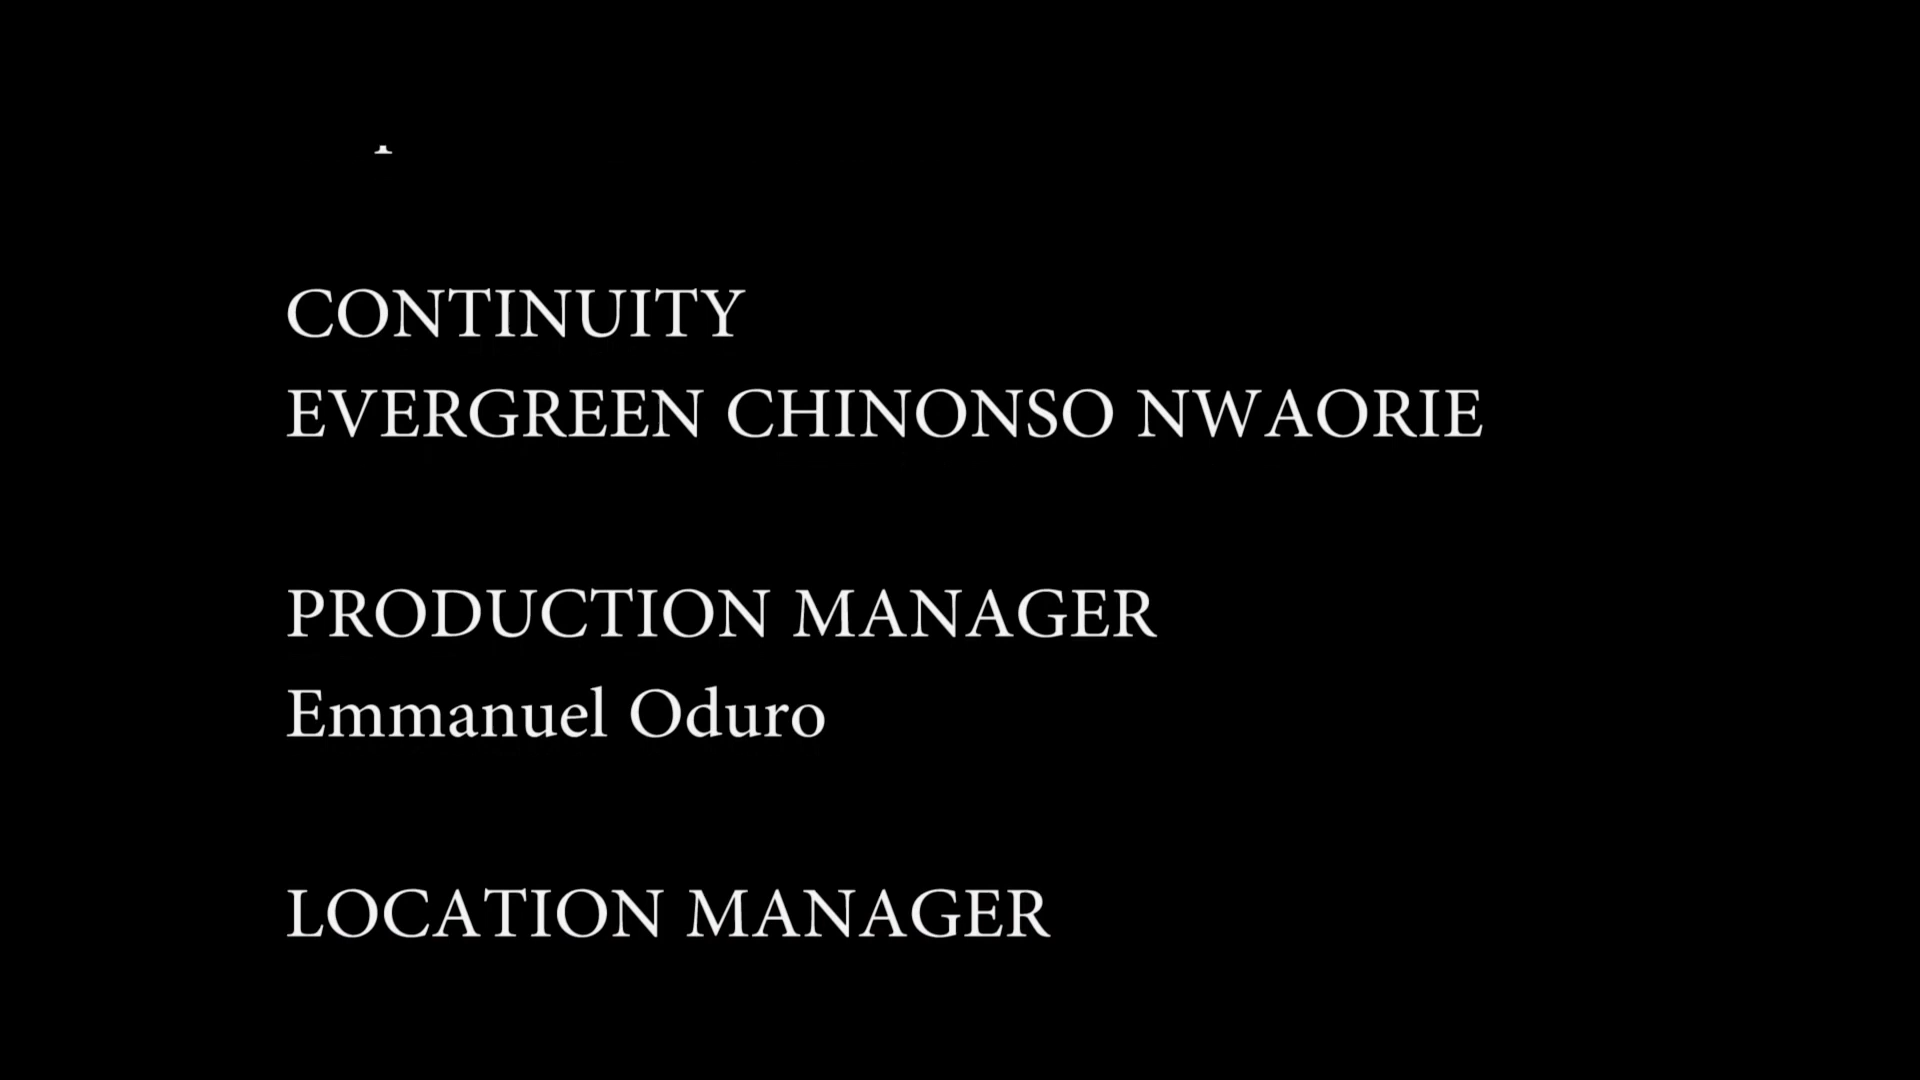 CONTINUITY
EVERGREEN CHINONSO NWAORIE
PRODUCTION MANAGER
Emmanuel Oduro
LOCATION MANAGER